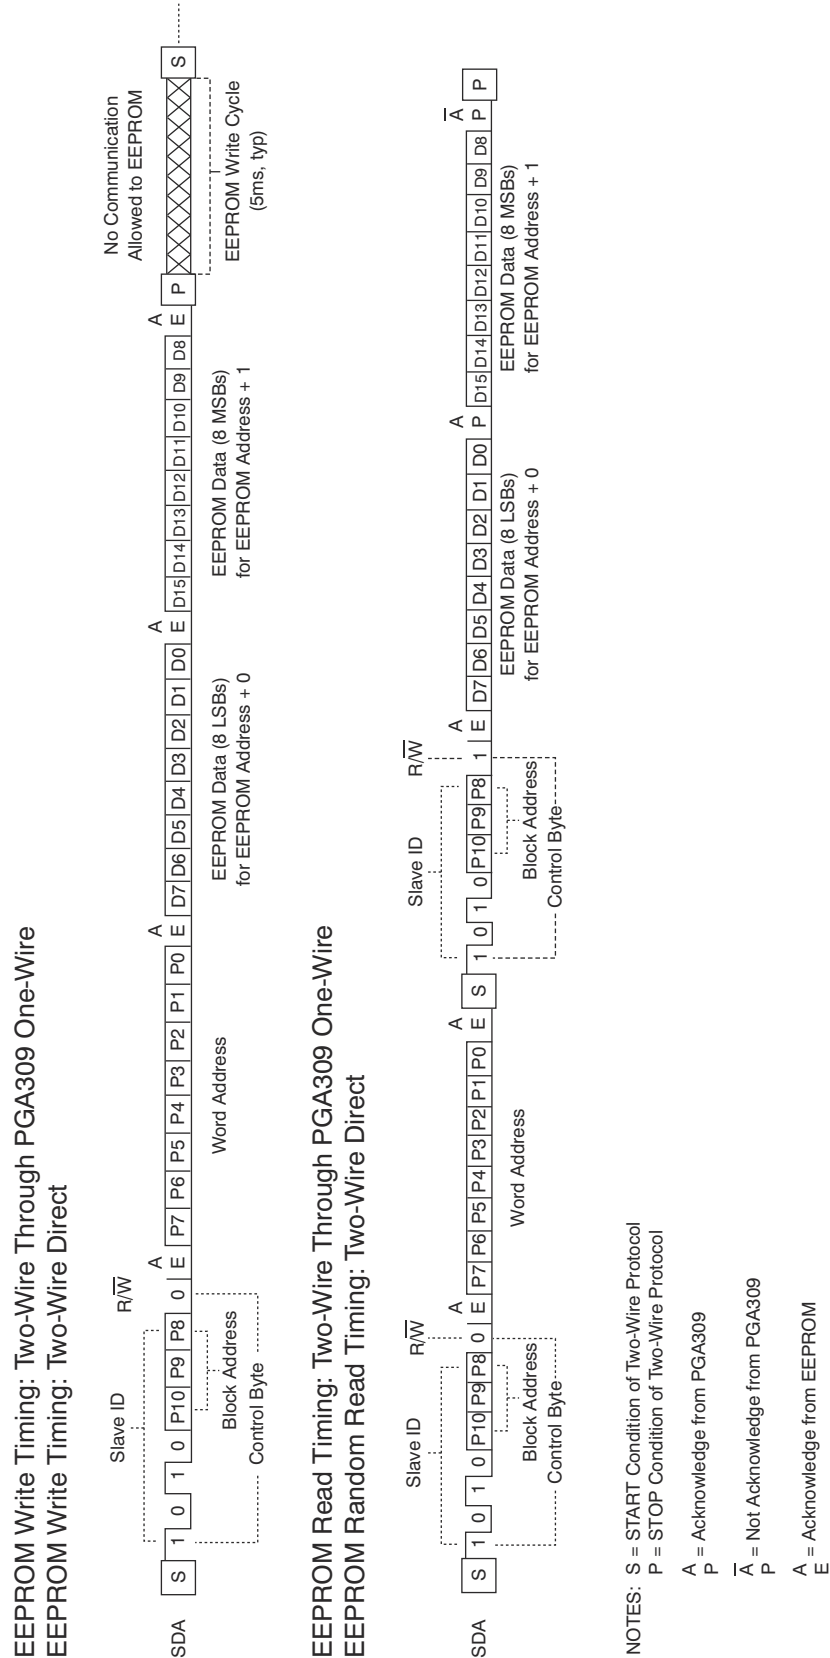 EEPROM Write Timing: Two-Wire Through PGA309 One-Wire
EEPROM Write Timing: Two-Wire Direct
No Communication
Allowed to EEPROM
Slave ID R/W
A A A A
SDA S 1 0 1 0 P10 P9 P8 0 E P7 P6 P5 P4 P3 P2 P1 P0 E D7 D6 D5 D4 D3 D2 D1 D0 E D15 D14 D13 D12 D11 D10 D9 D8 E P S
Block Address
Control Byte
Word Address
EEPROM Data (8 LSBs)
for EEPROM Address + 0
EEPROM Data (8 MSBs)
for EEPROM Address + 1
EEPROM Write Cycle
(5ms, typ)
EEPROM Read Timing: Two-Wire Through PGA309 One-Wire
EEPROM Random Read Timing: Two-Wire Direct
Slave ID R/W Slave ID R/W
A A A A A
SDA S 1 0 1 0 P10 P9 P8 0 E P7 P6 P5 P4 P3 P2 P1 P0 E S 1 0 1 0 P10 P9 P8 1 E D7 D6 D5 D4 D3 D2 D1 D0 P D15 D14 D13 D12 D11 D10 D9 D8 P P
Block Address
Control Byte
Word Address
Block Address
Control Byte
EEPROM Data (8 LSBs)
for EEPROM Address + 0
EEPROM Data (8 MSBs)
for EEPROM Address + 1
NOTES: S = START Condition of Two-Wire Protocol
P = STOP Condition of Two-Wire Protocol
A
P = Acknowledge from PGA309
A
P = Not Acknowledge from PGA309
A
E = Acknowledge from EEPROM